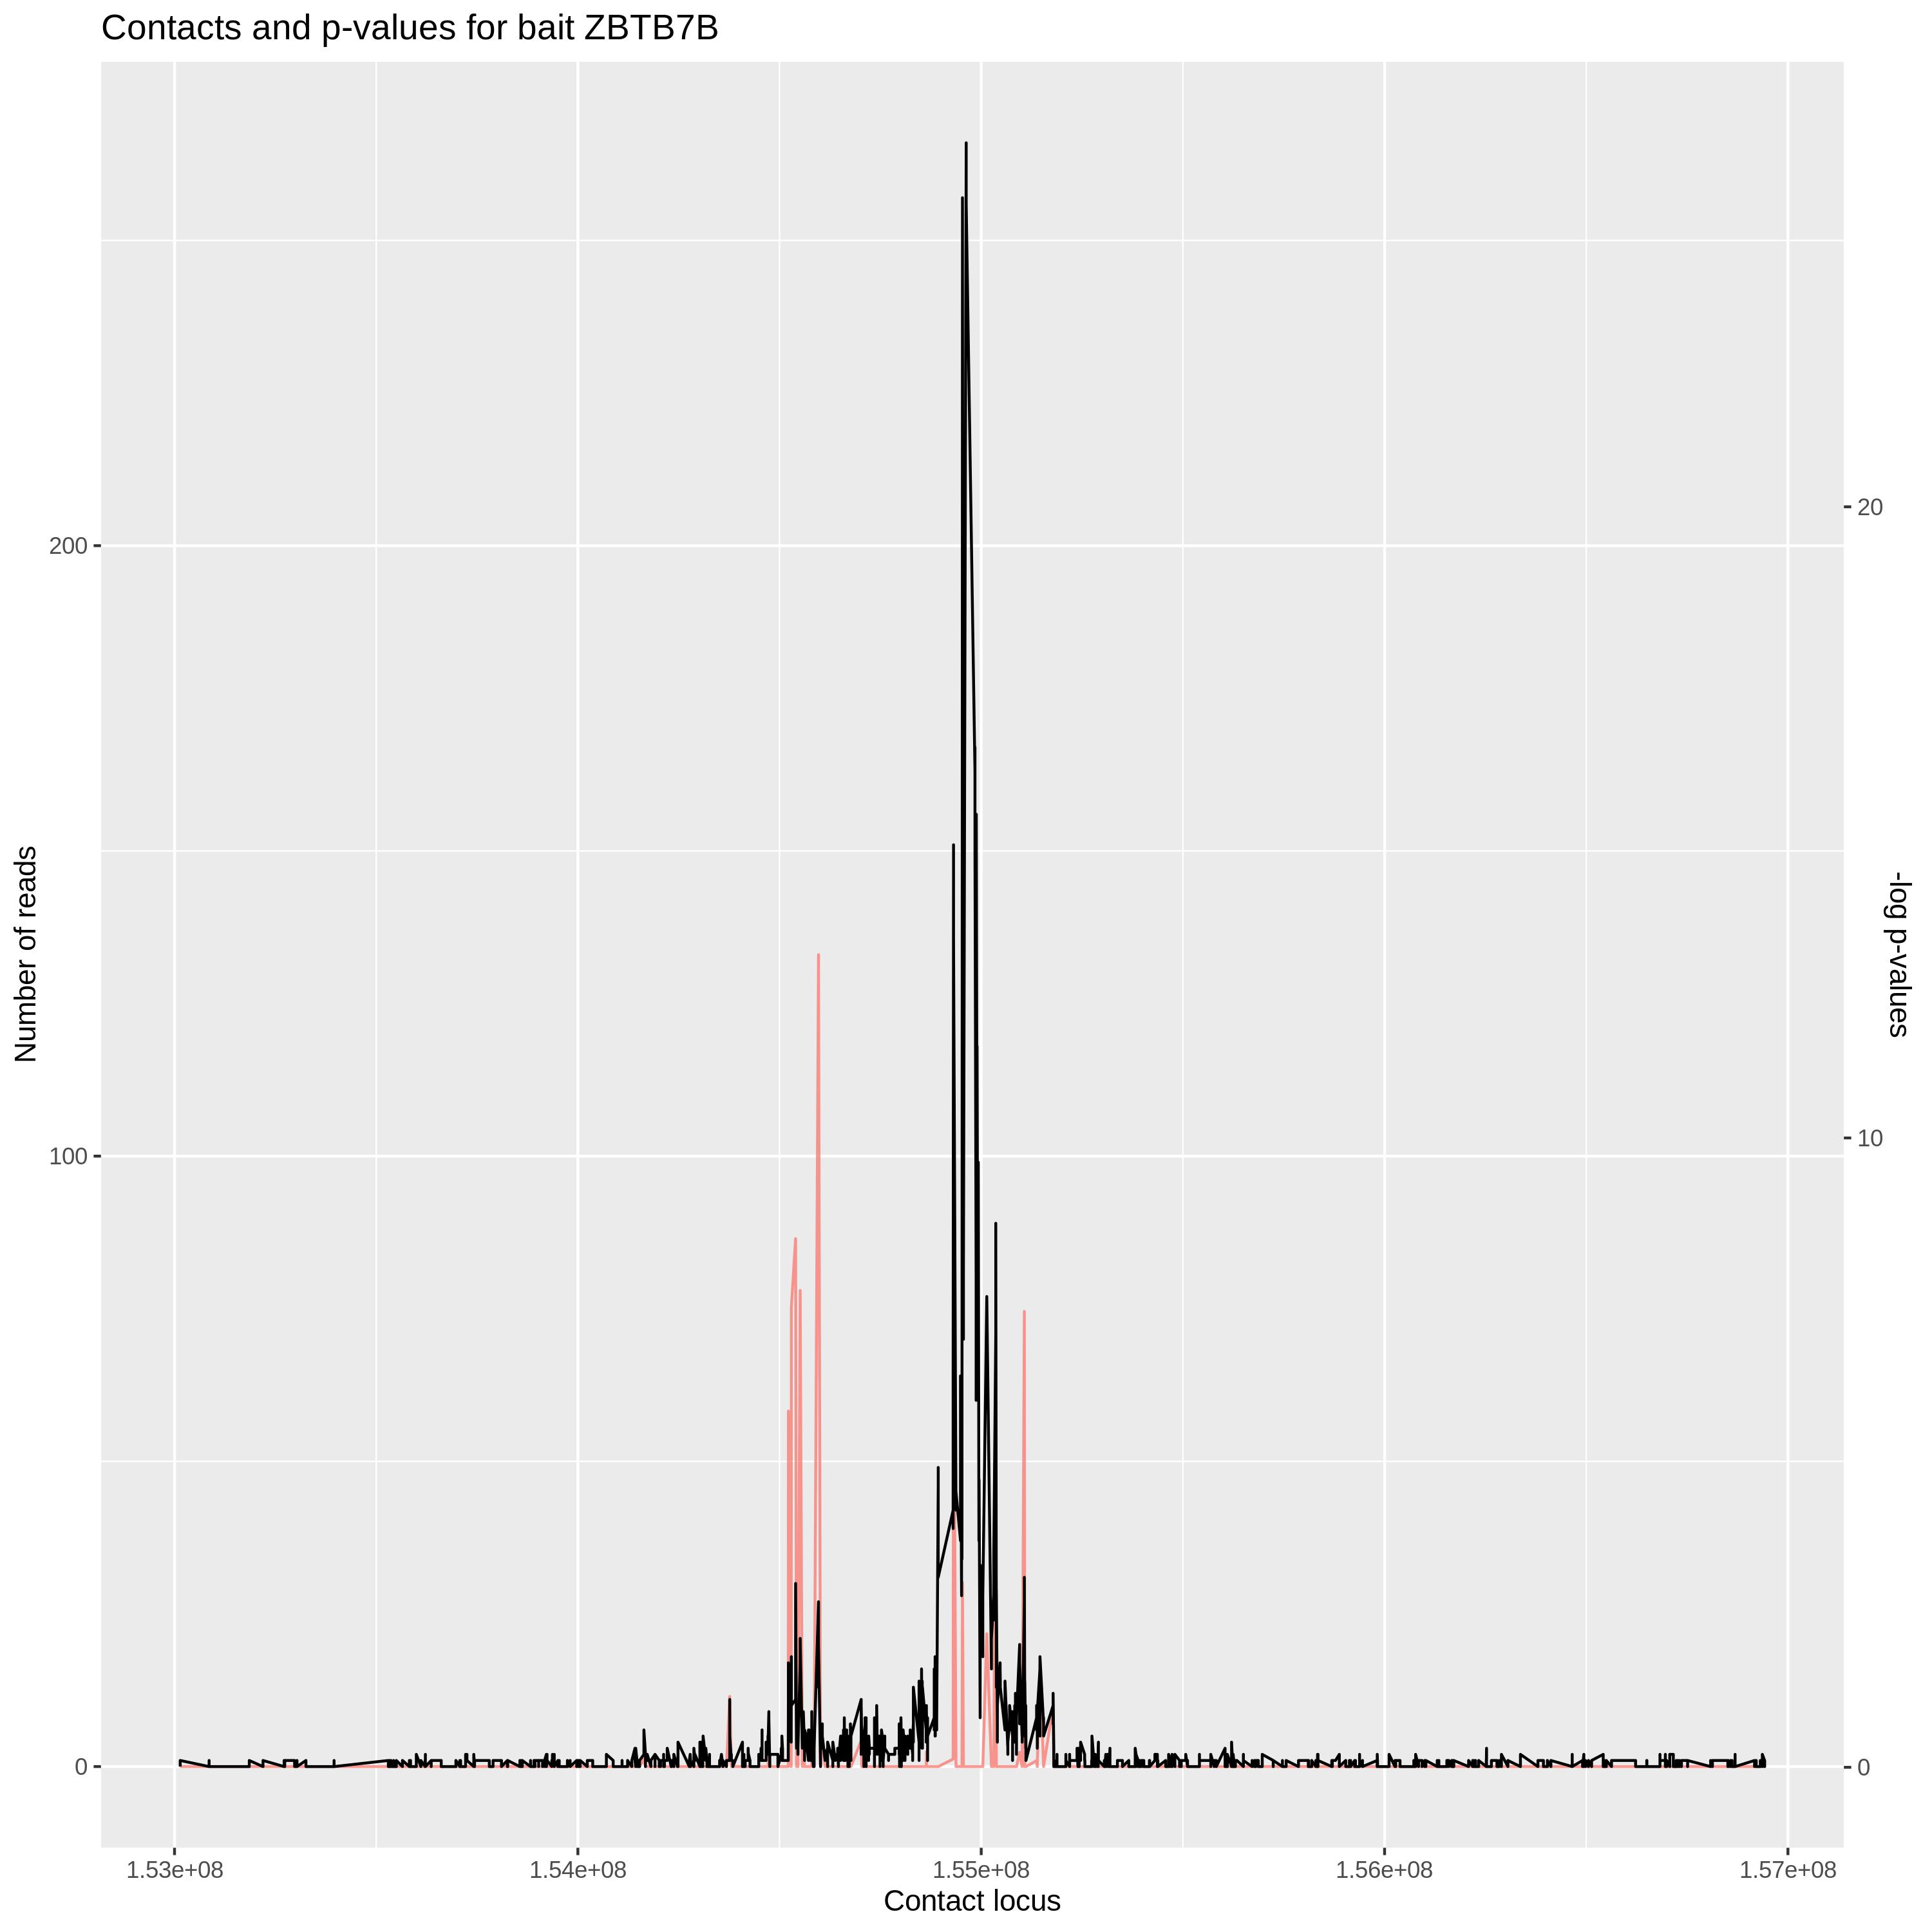 Contacts and p-values for bait ZBTB7B
Number of reads
200
100
0
20
10
0
-log p-values
1.53e+08 1.54e+08 1.55e+08 1.56e+08 1.57e+08
Contact locus